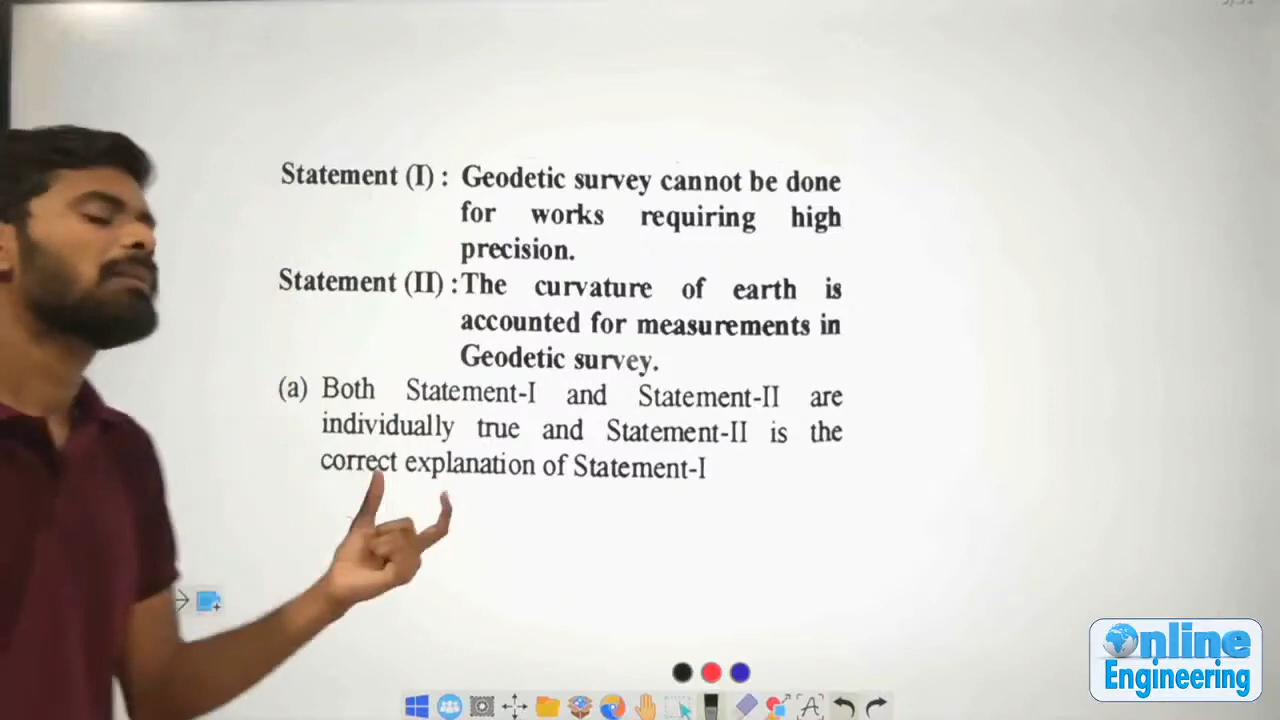 Statement (I) : Geodetic survey cannot be done
for works requiring high
precision.
Statement (II) : The curvature of earth is
accounted for measurements in
Geodetic survey.
(a) Both Statement-I and Statement-II are
individually true and Statement-II is the
correct explanation of Statement-I
Online
Engineering